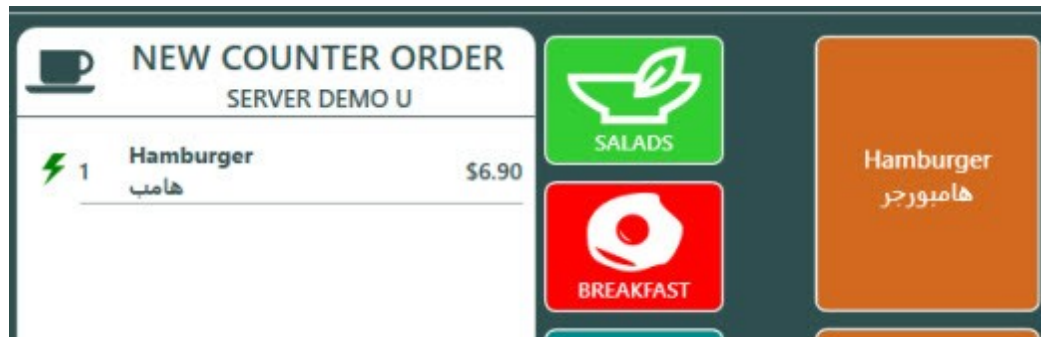 NEW COUNTER ORDER
SERVER DEMO U
1 Hamburger $6.90
هامب
SALADS
BREAKFAST
Hamburger
هامبورجر